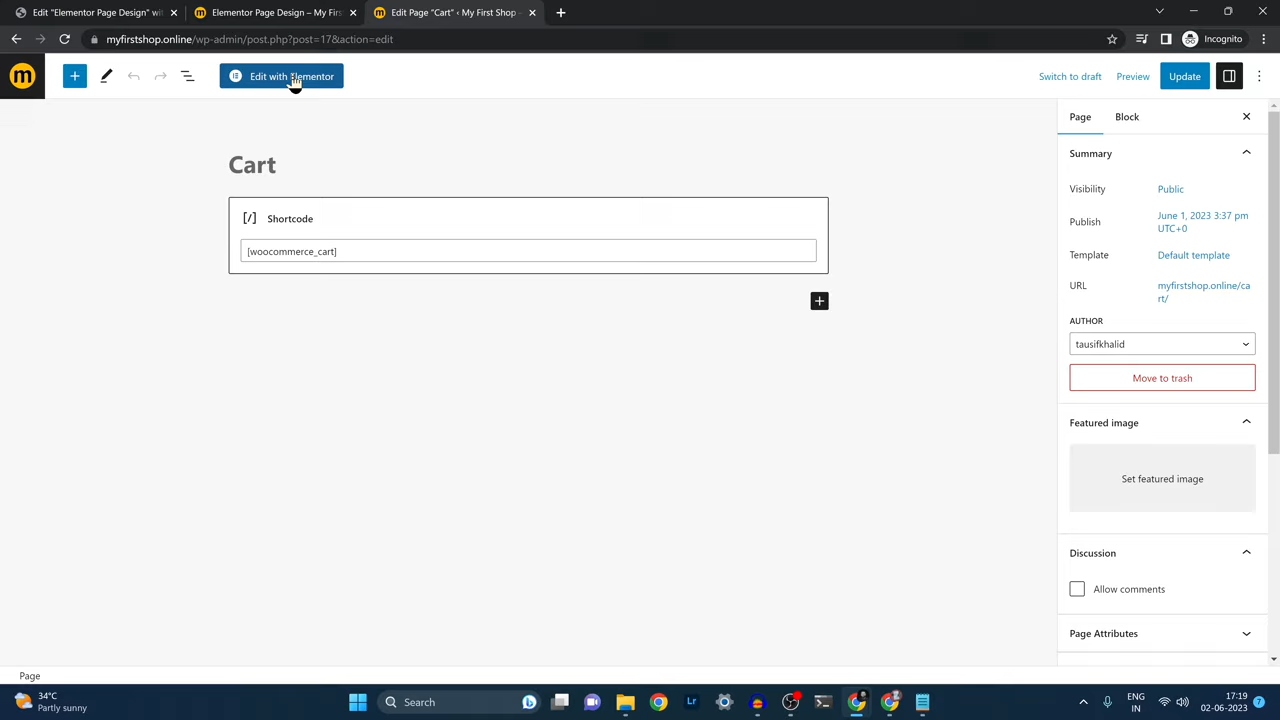 Edit "Elementor Page Design" wit
Elementor Page Design – My First
Edit Page "Cart" ‹ My First Shop –
myfirstshop.online/wp-admin/post.php?post=17&action=edit
Incognito
m
Edit with Elementor
Switch to draft
Preview
Update
Page
Block
Cart
Summary
Visibility
Public
[/]
Shortcode
Publish
June 1, 2023 3:37 pm
UTC+0
[woocommerce_cart]
Template
Default template
URL
myfirstshop.online/ca
rt/
AUTHOR
tausifkhalid
Move to trash
Featured image
Set featured image
Discussion
Allow comments
Page Attributes
Page
34°C
Partly sunny
Search
Lr
ENG
IN
17:19
02-06-2023